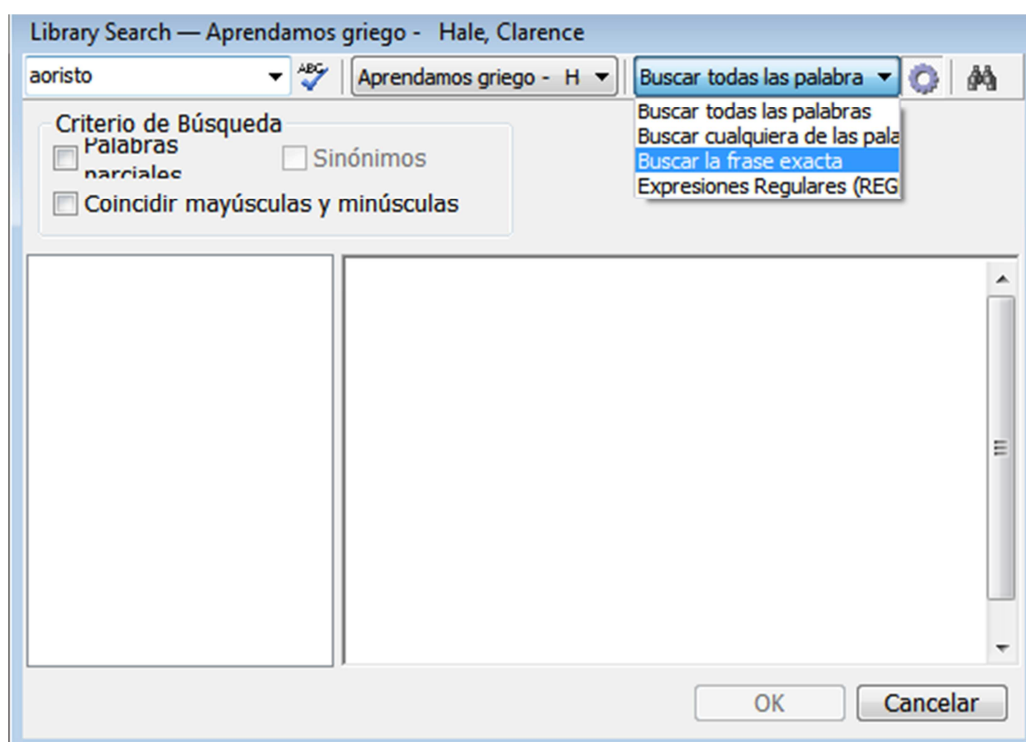 Library Search — Aprendamos griego - Hale, Clarence
aoristo ABC Aprendamos griego - H Buscar todas las palabra
Buscar todas las palabras
Buscar cualquiera de las pala
Buscar la frase exacta
Expresiones Regulares (REG
Criterio de Búsqueda
Palabras
parciales
Sinónimos
Coincidir mayúsculas y minúsculas
OK Cancelar